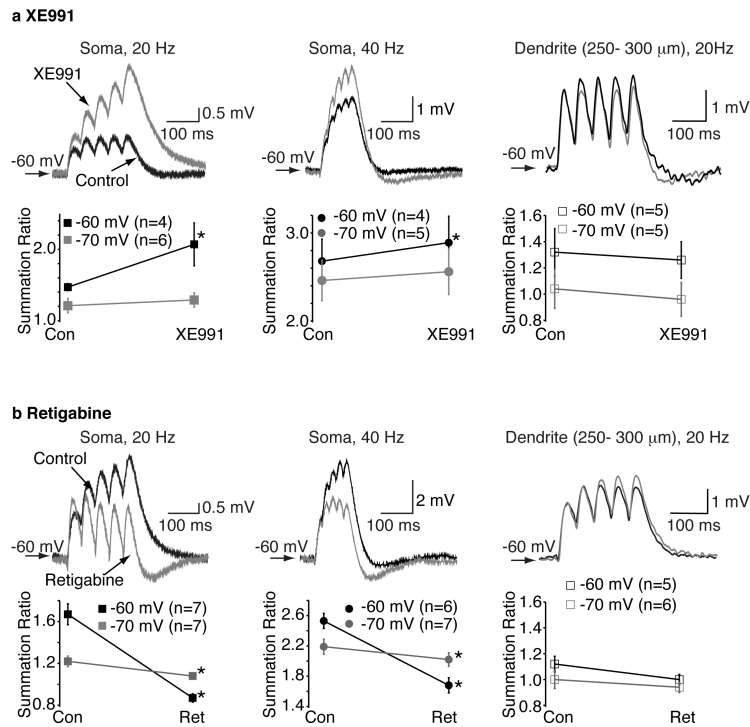 a XE991
Soma, 20 Hz
XE991
0.5 mV
100 ms
-60 mV
Control
Soma, 40 Hz
1 mV
100 ms
-60 mV
Dendrite (250- 300 μm), 20Hz
1 mV
100 ms
-60 mV
Summation Ratio
2.0
1.0
-60 mV (n=4)
-70 mV (n=6)
*
Con
XE991
Summation Ratio
3.0
2.0
-60 mV (n=4)
-70 mV (n=5)
*
Con
XE991
Summation Ratio
1.6
1.4
1.2
1.0
0.8
-60 mV (n=5)
-70 mV (n=5)
Con
XE991
b Retigabine
Soma, 20 Hz
Control
0.5 mV
100 ms
-60 mV
Retigabine
Soma, 40 Hz
2 mV
100 ms
-60 mV
Dendrite (250- 300 μm), 20 Hz
1 mV
100 ms
-60 mV
Summation Ratio
1.6
1.2
0.8
-60 mV (n=7)
-70 mV (n=7)
*
*
Con
Ret
Summation Ratio
2.6
2.2
1.8
1.4
-60 mV (n=6)
-70 mV (n=7)
*
*
Con
Ret
Summation Ratio
1.6
1.4
1.2
1.0
0.8
-60 mV (n=5)
-70 mV (n=6)
Con
Ret